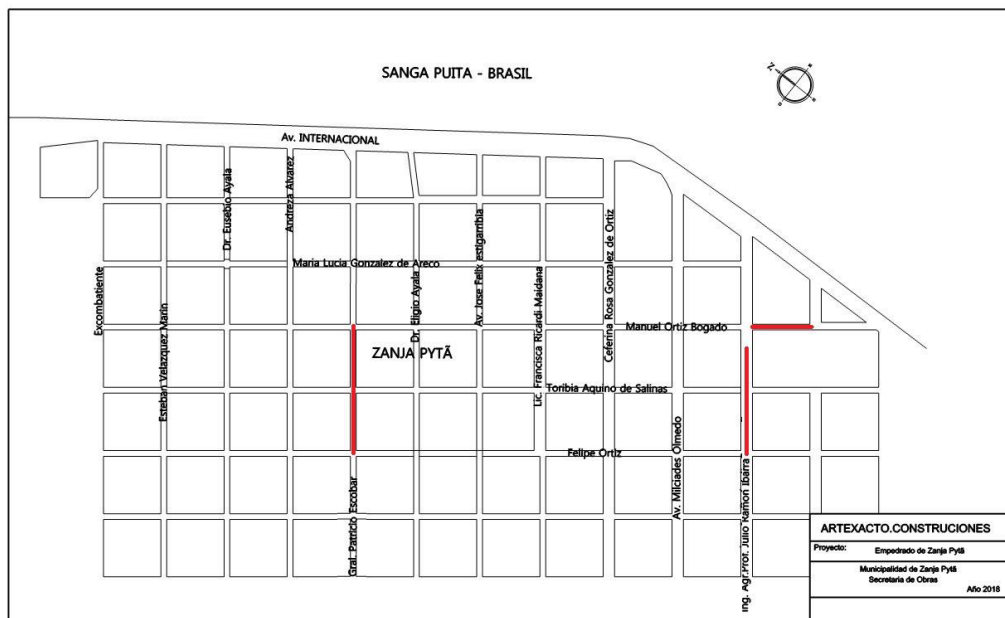 SANGA PUITA - BRASIL
Av. INTERNACIONAL
Dr. Eusebio Ayala
Andreza Alvarez
Maria Lucia Gonzalez de Areco
Excombatiente
Esteban Velazquez Marin
Dr. Eligio Ayala
Av. Jose Felix estigarribia
Lic. Francisca Ricardi Maidana
Ceferina Rosa Gonzalez de Ortiz
Manuel Ortiz Bogado
ZANJA PYTÃ
Toribia Aquino de Salinas
Felipe Ortiz
Av. Milciades Olmedo
Gral. Patricio Escobar
Ing. Agr.Prof. Julio Ramon Ibarra
ARTEXACTO.CONSTRUCIONES
Proyecto: Empedrado de Zanja Pytã
Municipalidad de Zanja Pytã
Secretaria de Obras
Año 2018